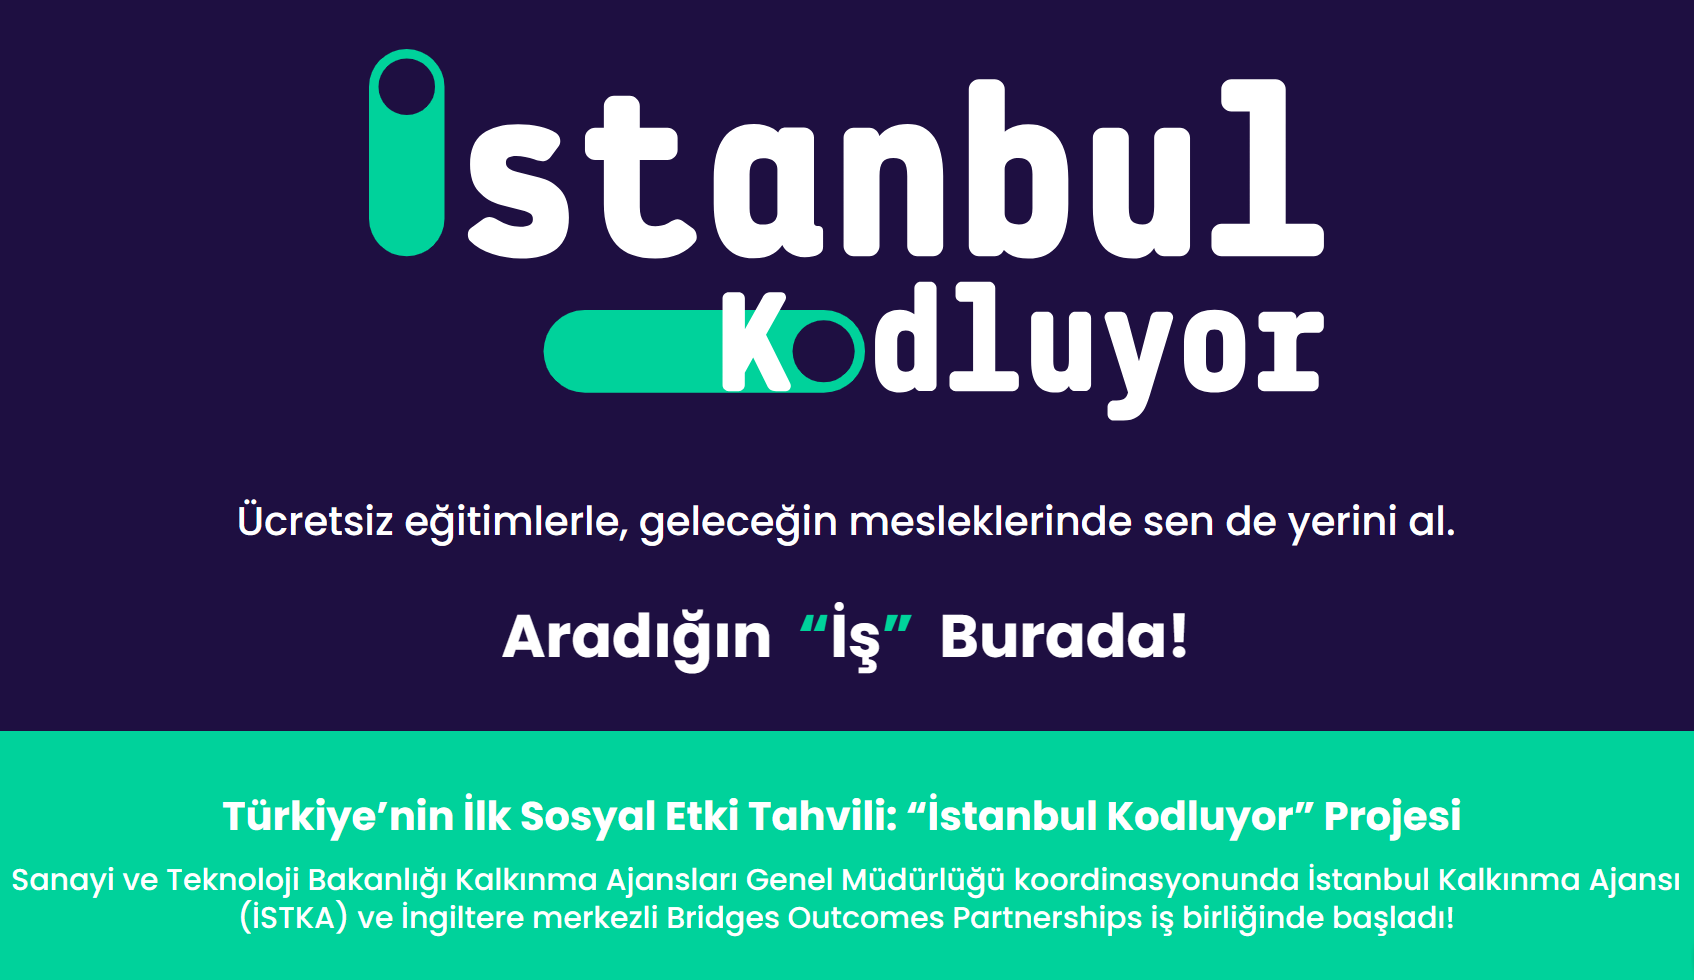 istanbul
Kodluyor
Ücretsiz eğitimlerle, geleceğin mesleklerinde sen de yerini al.
Aradığın “İş” Burada!
Türkiye’nin İlk Sosyal Etki Tahvili: “İstanbul Kodluyor” Projesi
Sanayi ve Teknoloji Bakanlığı Kalkınma Ajansları Genel Müdürlüğü koordinasyonunda İstanbul Kalkınma Ajansı
(İSTKA) ve İngiltere merkezli Bridges Outcomes Partnerships iş birliğinde başladı!